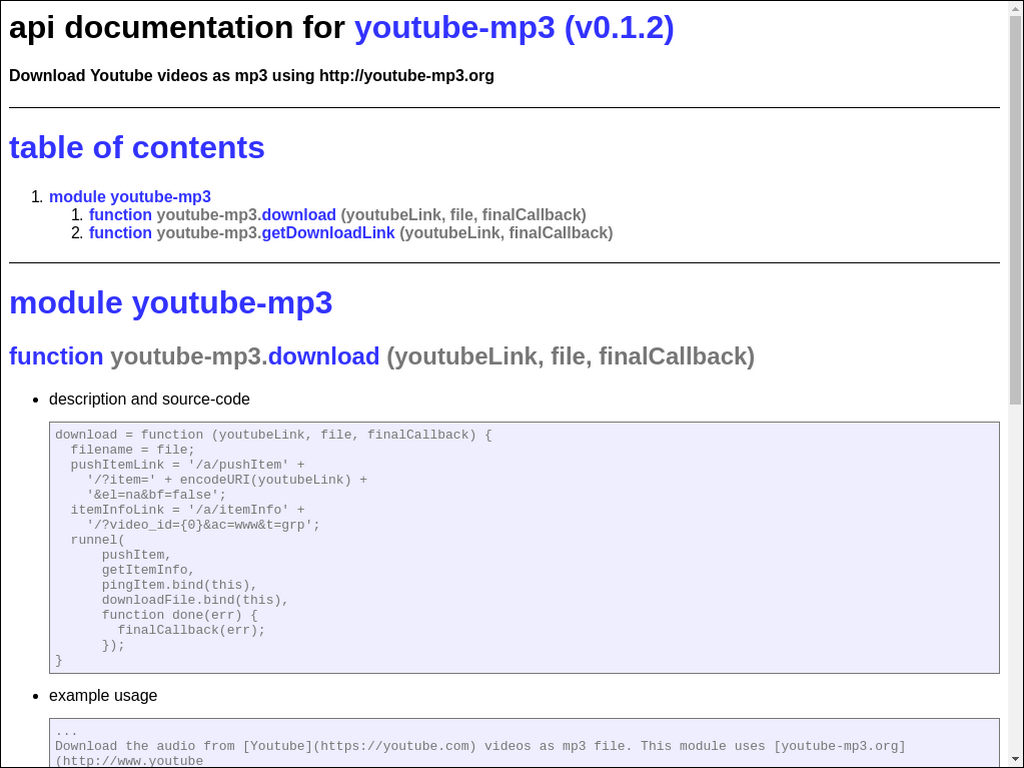 api documentation for youtube-mp3 (v0.1.2)
Download Youtube videos as mp3 using http://youtube-mp3.org
table of contents
1. module youtube-mp3
1. function youtube-mp3.download (youtubeLink, file, finalCallback)
2. function youtube-mp3.getDownloadLink (youtubeLink, finalCallback)
module youtube-mp3
function youtube-mp3.download (youtubeLink, file, finalCallback)
• description and source-code
download = function (youtubeLink, file, finalCallback) {
  filename = file;
  pushItemLink = '/a/pushItem' +
    '/?item=' + encodeURI(youtubeLink) +
    '&el=na&bf=false';
  itemInfoLink = '/a/itemInfo' +
    '/?video_id={0}&ac=www&t=grp';
  runnel(
      pushItem,
      getItemInfo,
      pingItem.bind(this),
      downloadFile.bind(this),
      function done(err) {
        finalCallback(err);
      });
}
• example usage
...
Download the audio from [Youtube](https://youtube.com) videos as mp3 file. This module uses [youtube-mp3.org]
(http://www.youtube